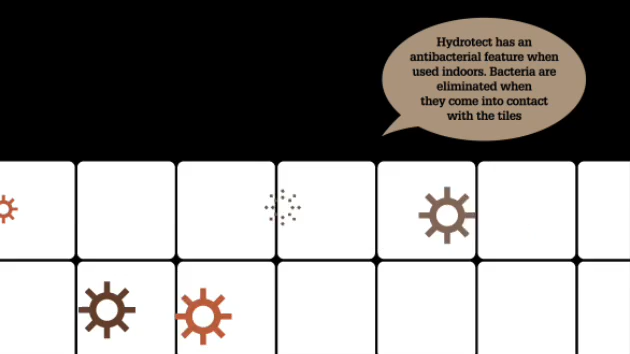 Hydrotect has an
antibacterial feature when
used indoors. Bacteria are
eliminated when
they come into contact
with the tiles